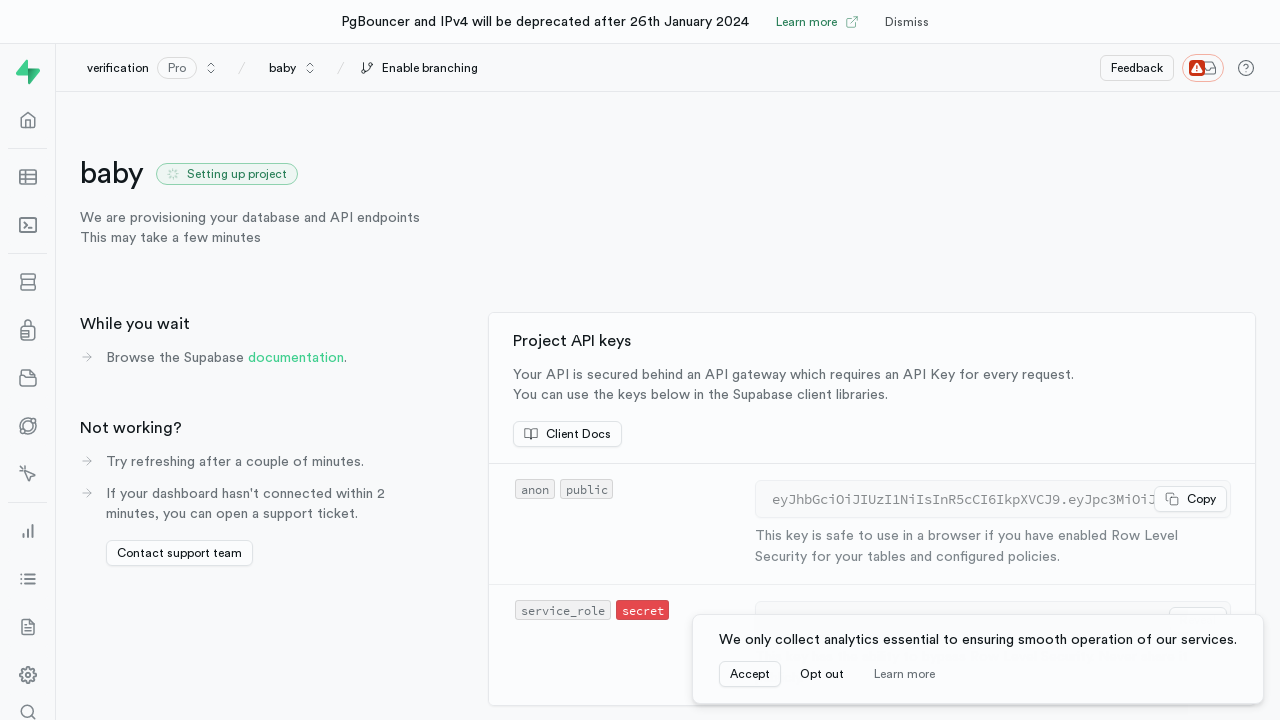 PgBouncer and IPv4 will be deprecated after 26th January 2024 Learn more Dismiss
verification Pro / baby / Enable branching Feedback
baby Setting up project
We are provisioning your database and API endpoints
This may take a few minutes
While you wait
Browse the Supabase documentation.
Not working?
Try refreshing after a couple of minutes.
If your dashboard hasn't connected within 2
minutes, you can open a support ticket.
Contact support team
Project API keys
Your API is secured behind an API gateway which requires an API Key for every request.
You can use the keys below in the Supabase client libraries.
Client Docs
anon public eyJhbGciOiJIUzI1NiIsInR5cCI6IkpXVCJ9.eyJpc3MiOiJ Copy
This key is safe to use in a browser if you have enabled Row Level
Security for your tables and configured policies.
service_role secret
We only collect analytics essential to ensuring smooth operation of our services.
Accept Opt out Learn more